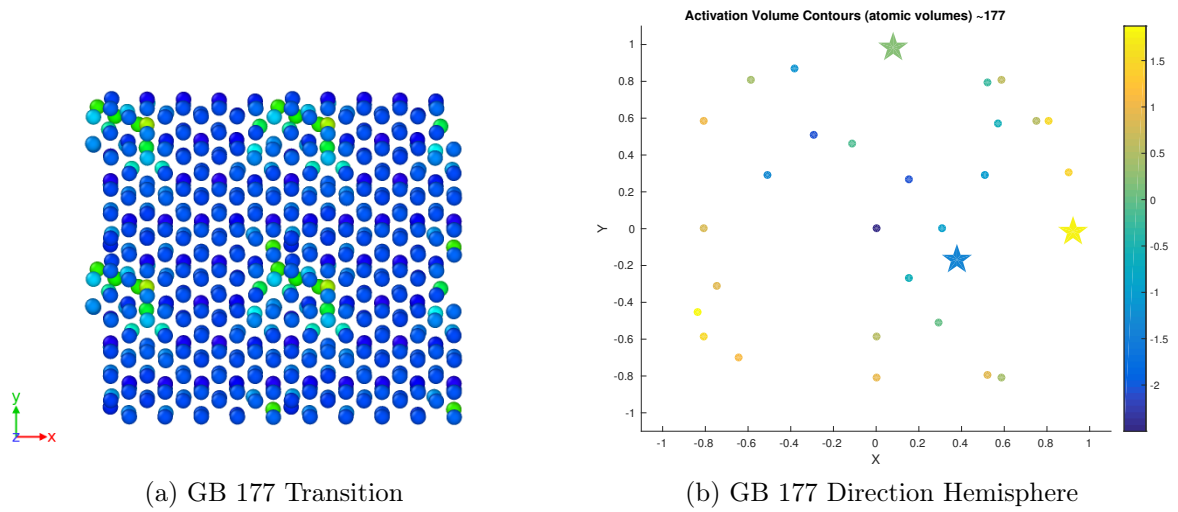 Activation Volume Contours (atomic volumes) ~177
1
0.8
0.6
0.4
0.2
0
-0.2
-0.4
-0.6
-0.8
-1
Y
-1 -0.8 -0.6 -0.4 -0.2 0 0.2 0.4 0.6 0.8 1
X
1.5
1
0.5
0
-0.5
-1
-1.5
-2
y
z x
(a) GB 177 Transition
(b) GB 177 Direction Hemisphere